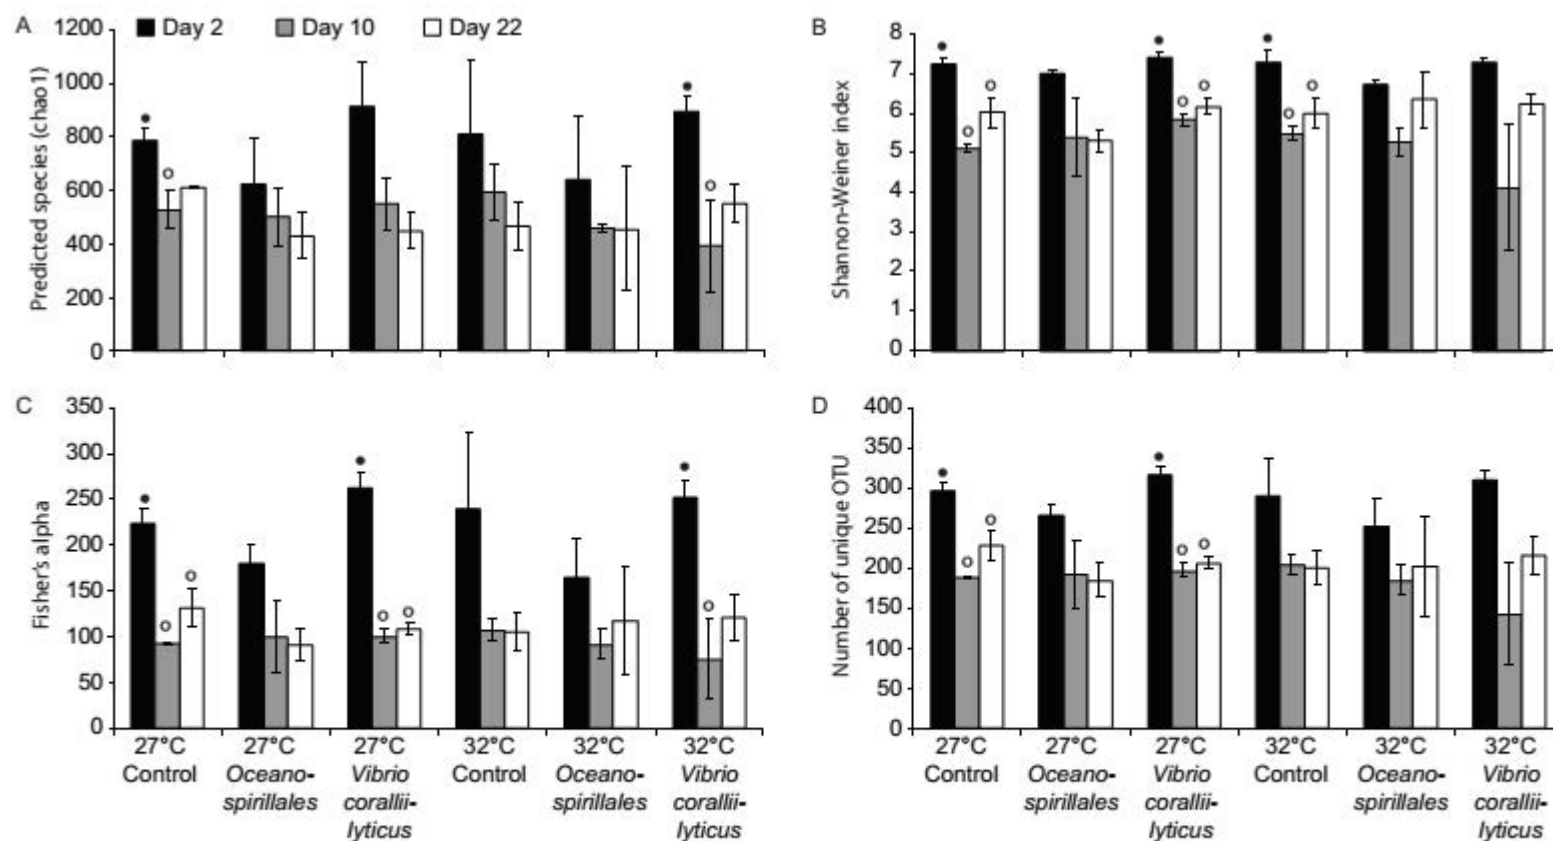 A
Day 2 Day 10 Day 22
1200
1000
800
600
400
200
0
Predicted species (chao1)
B
8
7
6
5
4
3
2
1
0
Shannon-Weiner index
C
350
300
250
200
150
100
50
0
Fisher's alpha
27°C 27°C 27°C 32°C 32°C 32°C
Control Oceano- Vibrio Control Oceano- Vibrio
spirillales corallii- spirillales corallii-
lyticus lyticus
D
400
350
300
250
200
150
100
50
0
Number of unique OTU
27°C 27°C 27°C 32°C 32°C 32°C
Control Oceano- Vibrio Control Oceano- Vibrio
spirillales corallii- spirillales corallii-
lyticus lyticus